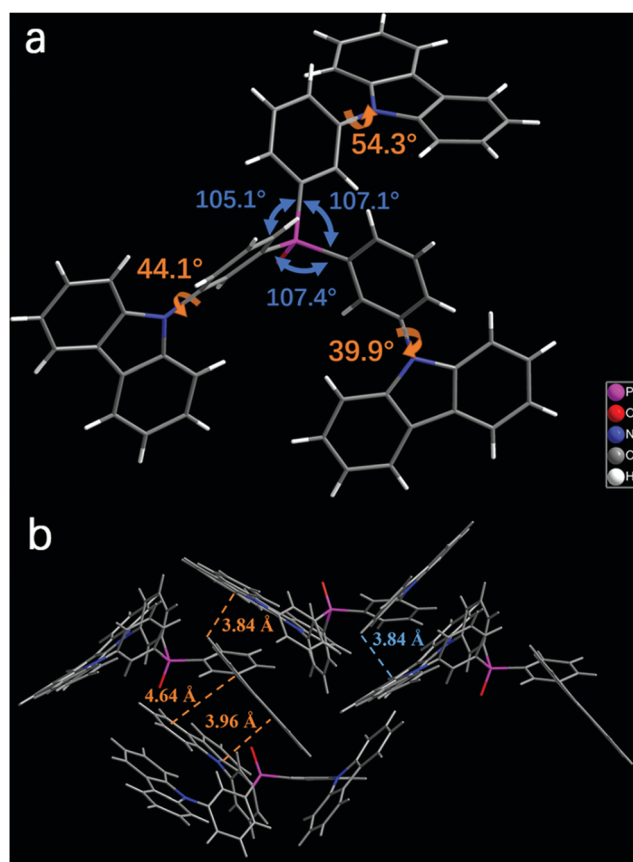 a
54.3°
105.1°
107.1°
44.1°
107.4°
39.9°
P
O
N
C
H
b
3.84 Å
3.84 Å
4.64 Å
3.96 Å